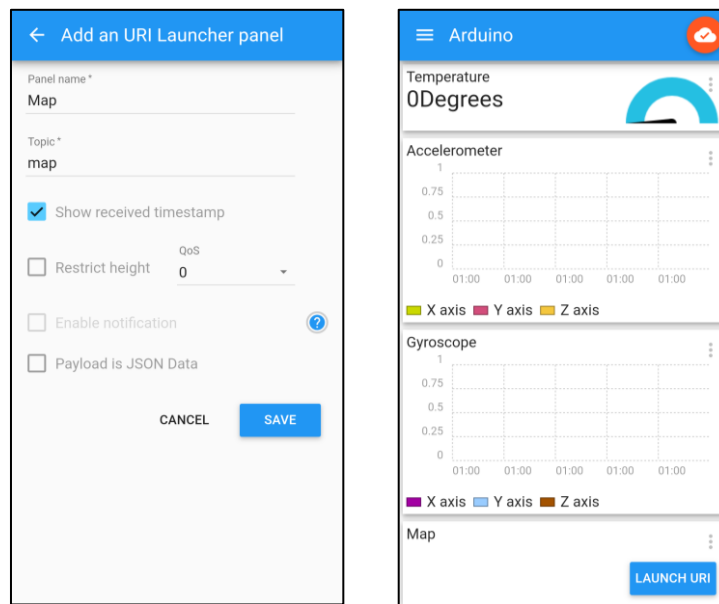 Add an URI Launcher panel
Panel name *
Map
Topic *
map
Show received timestamp
Restrict height
QoS
0
Enable notification
?
Payload is JSON Data
CANCEL SAVE
Arduino
Temperature
0Degrees
Accelerometer
1
0.75
0.5
0.25
0
01:00 01:00 01:00 01:00 01:00
X axis Y axis Z axis
Gyroscope
1
0.75
0.5
0.25
0
01:00 01:00 01:00 01:00 01:00
X axis Y axis Z axis
Map
LAUNCH URI